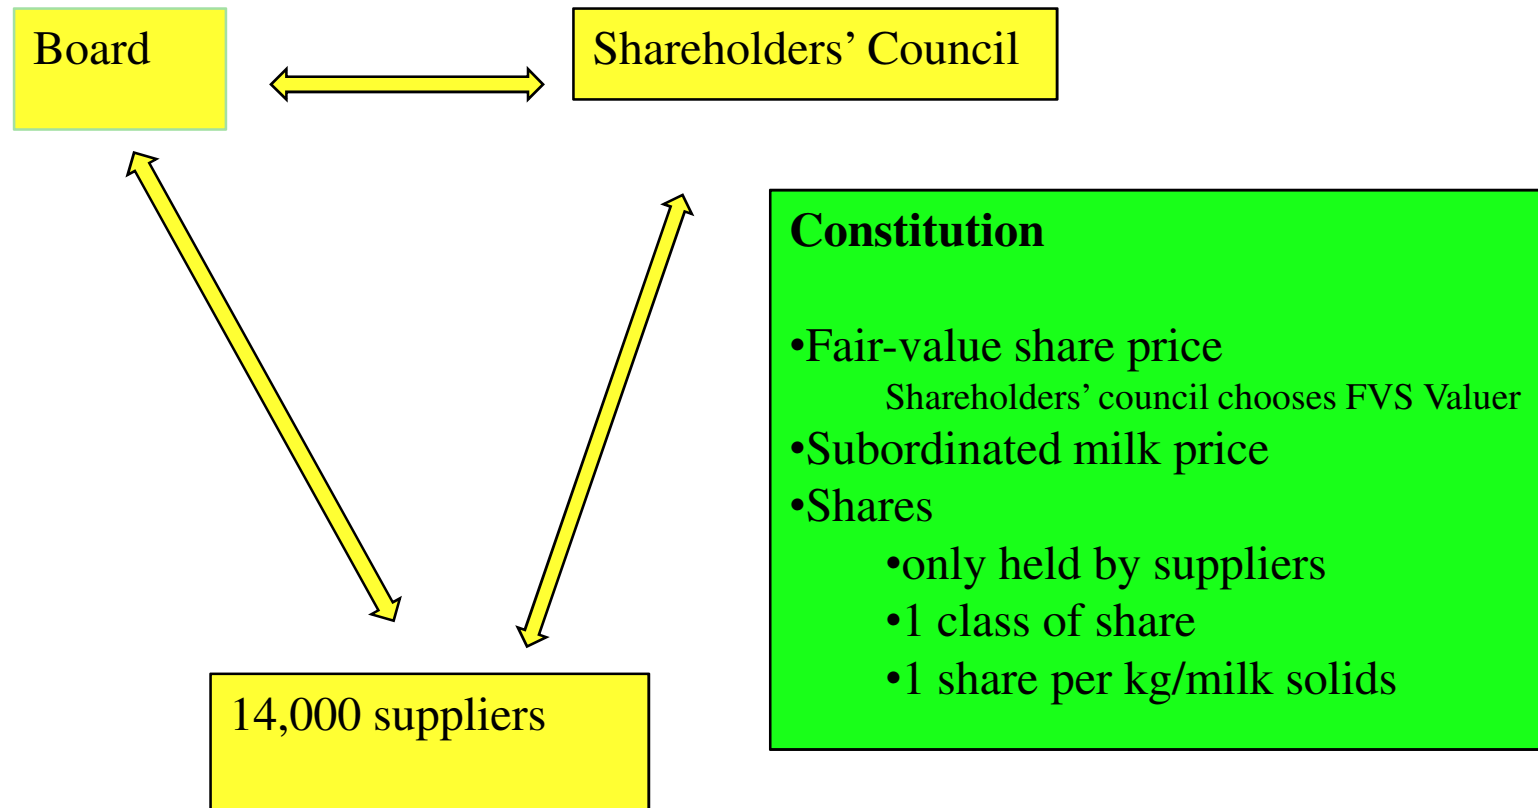 Board
Shareholders’ Council
Constitution
•Fair-value share price
Shareholders’ council chooses FVS Valuer
•Subordinated milk price
•Shares
•only held by suppliers
•1 class of share
•1 share per kg/milk solids
14,000 suppliers